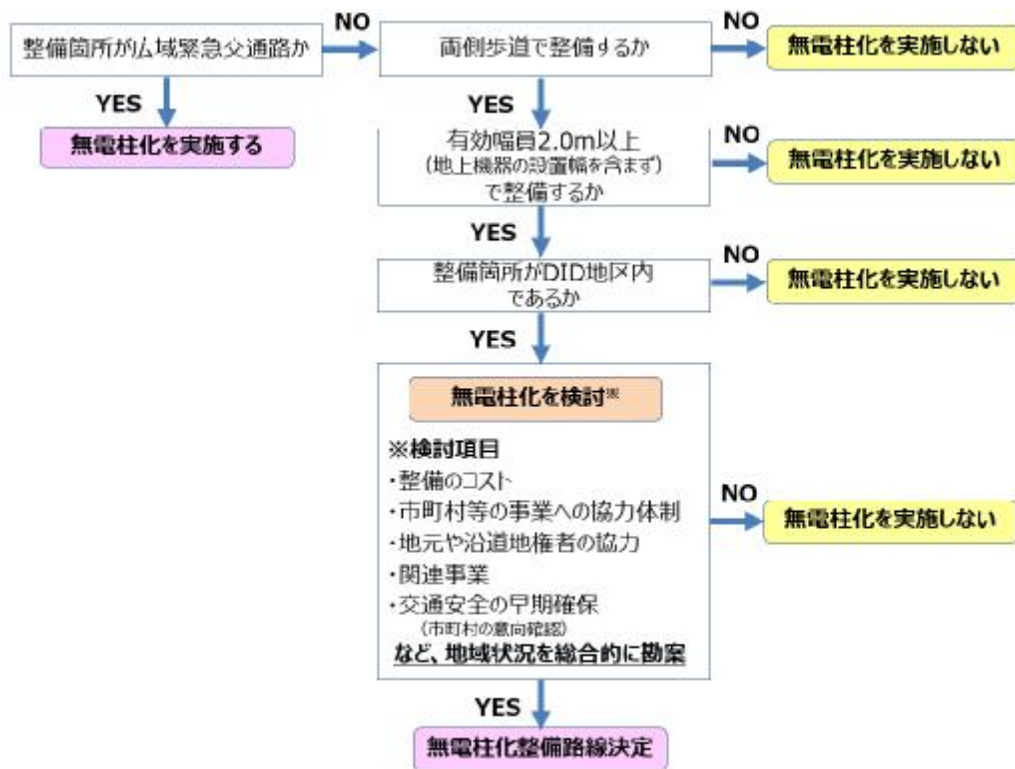 整備箇所が広域緊急交通路か
NO
両側歩道で整備するか
NO
無電柱化を実施しない
YES
無電柱化を実施する
YES
有効幅員2.0m以上
(地上機器の設置幅を含まず)
で整備するか
NO
無電柱化を実施しない
YES
整備箇所がDID地区内
であるか
NO
無電柱化を実施しない
YES
無電柱化を検討※
※検討項目
・整備のコスト
・市町村等の事業への協力体制
・地元や沿道地権者の協力
・関連事業
・交通安全の早期確保
(市町村の意向確認)
など、地域状況を総合的に勘案
NO
無電柱化を実施しない
YES
無電柱化整備路線決定